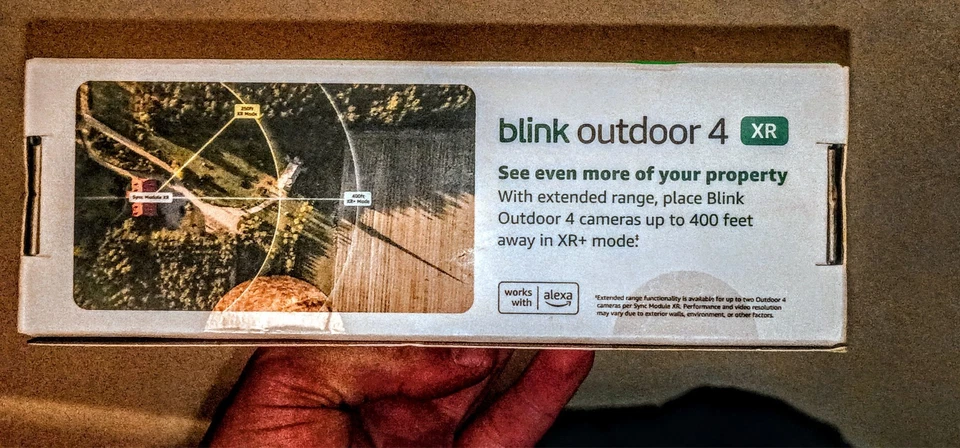 250ft
XR Mode
Sync Module XR
400ft
XR+ Mode
blink outdoor 4 XR
See even more of your property
With extended range, place Blink
Outdoor 4 cameras up to 400 feet
away in XR+ mode.‡
works with alexa
‡Extended range functionality is available for up to two Outdoor 4
cameras per Sync Module XR. Performance and video resolution
may vary due to exterior walls, environment, or other factors.